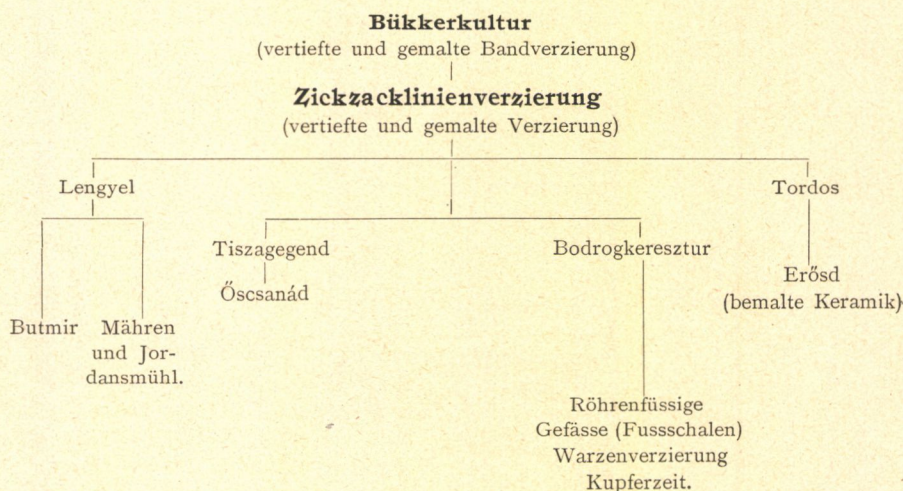 Bükkerkultur
(vertiefte und gemalte Bandverzierung)
Zickzacklinienverzierung
(vertiefte und gemalte Verzierung)
Lengyel
Tordos
Tiszagegend
Bodrogkeresztur
Őscsanád
Erősd
(bemalte Keramik)
Butmir
Mähren
und Jor-
dansmühl.
Röhrenfüssige
Gefässe (Fussschalen)
Warzenverzierung
Kupferzeit.